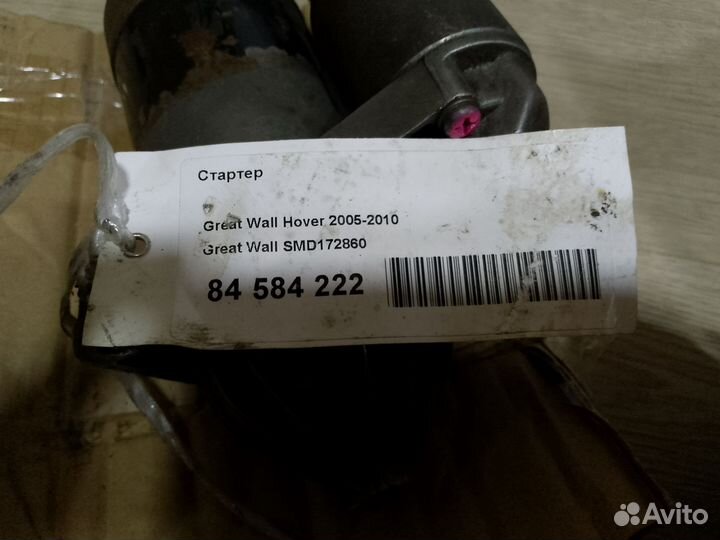 Стартер
Great Wall Hover 2005-2010
Great Wall SMD172860
84 584 222
Avito